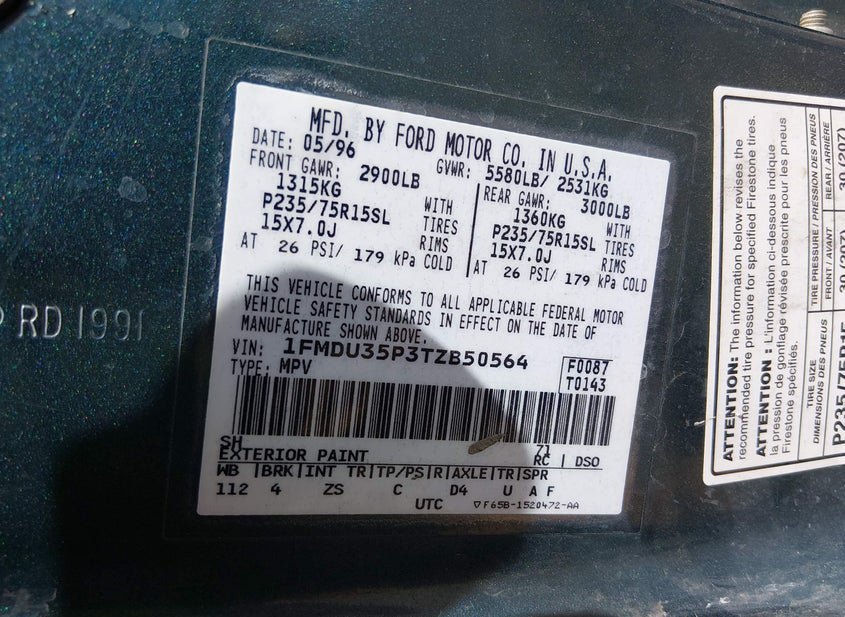 MFD. BY FORD MOTOR CO. IN U.S.A.
DATE: 05/96 GVWR: 5580LB/ 2531KG
FRONT GAWR: 2900LB REAR GAWR: 3000LB
1315KG WITH 1360KG WITH
P235/75R15SL TIRES P235/75R15SL TIRES
15X7.0J RIMS 15X7.0J RIMS
AT 26 PSI/ 179 kPa COLD AT 26 PSI/ 179 kPa COLD
THIS VEHICLE CONFORMS TO ALL APPLICABLE FEDERAL MOTOR
VEHICLE SAFETY STANDARDS IN EFFECT ON THE DATE OF
MANUFACTURE SHOWN ABOVE.
VIN: 1FMDU35P3TZB50564
TYPE: MPV
F0087
T0143
SH 71
EXTERIOR PAINT RC DSO
WB BRK INT TR TP/PS R AXLE TR SPR
112 4 ZS C D4 U A F
UTC ▽F65B-1520472-AA
RD 1991
ATTENTION: The information below revises the
recommended tire pressure for specified Firestone tires.
ATTENTION : L'information ci-dessous indique
la pression de gonflage révisée prescrite pour les pneus
Firestone spécifiés.
TIRE SIZE
DIMENSIONS DES PNEUS
TIRE PRESSURE / PRESSION DES PNEUS
FRONT / AVANT
REAR / ARRIÈRE
30 (207)
30 (207)